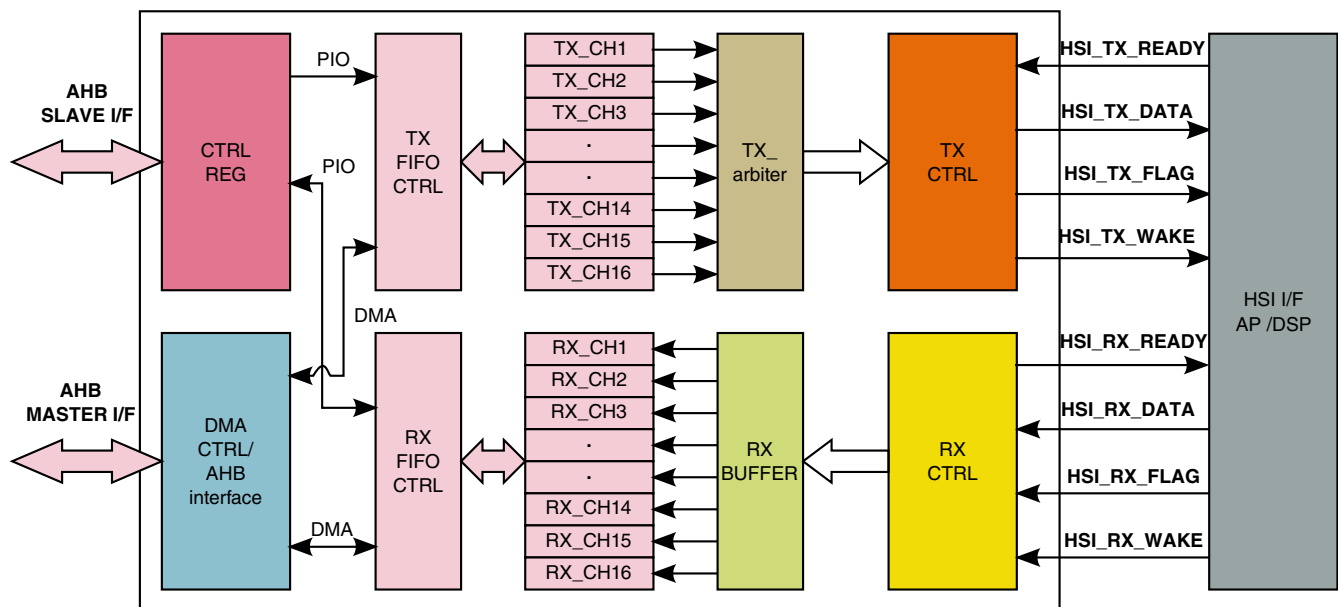 AHB
SLAVE I/F
CTRL
REG
PIO
PIO
TX
FIFO
CTRL
TX_CH1
TX_CH2
TX_CH3
.
.
TX_CH14
TX_CH15
TX_CH16
TX_
arbiter
TX
CTRL
HSI_TX_READY
HSI_TX_DATA
HSI_TX_FLAG
HSI_TX_WAKE
HSI I/F
AP /DSP
AHB
MASTER I/F
DMA
CTRL/
AHB
interface
DMA
DMA
RX
FIFO
CTRL
RX_CH1
RX_CH2
RX_CH3
.
.
RX_CH14
RX_CH15
RX_CH16
RX
BUFFER
RX
CTRL
HSI_RX_READY
HSI_RX_DATA
HSI_RX_FLAG
HSI_RX_WAKE